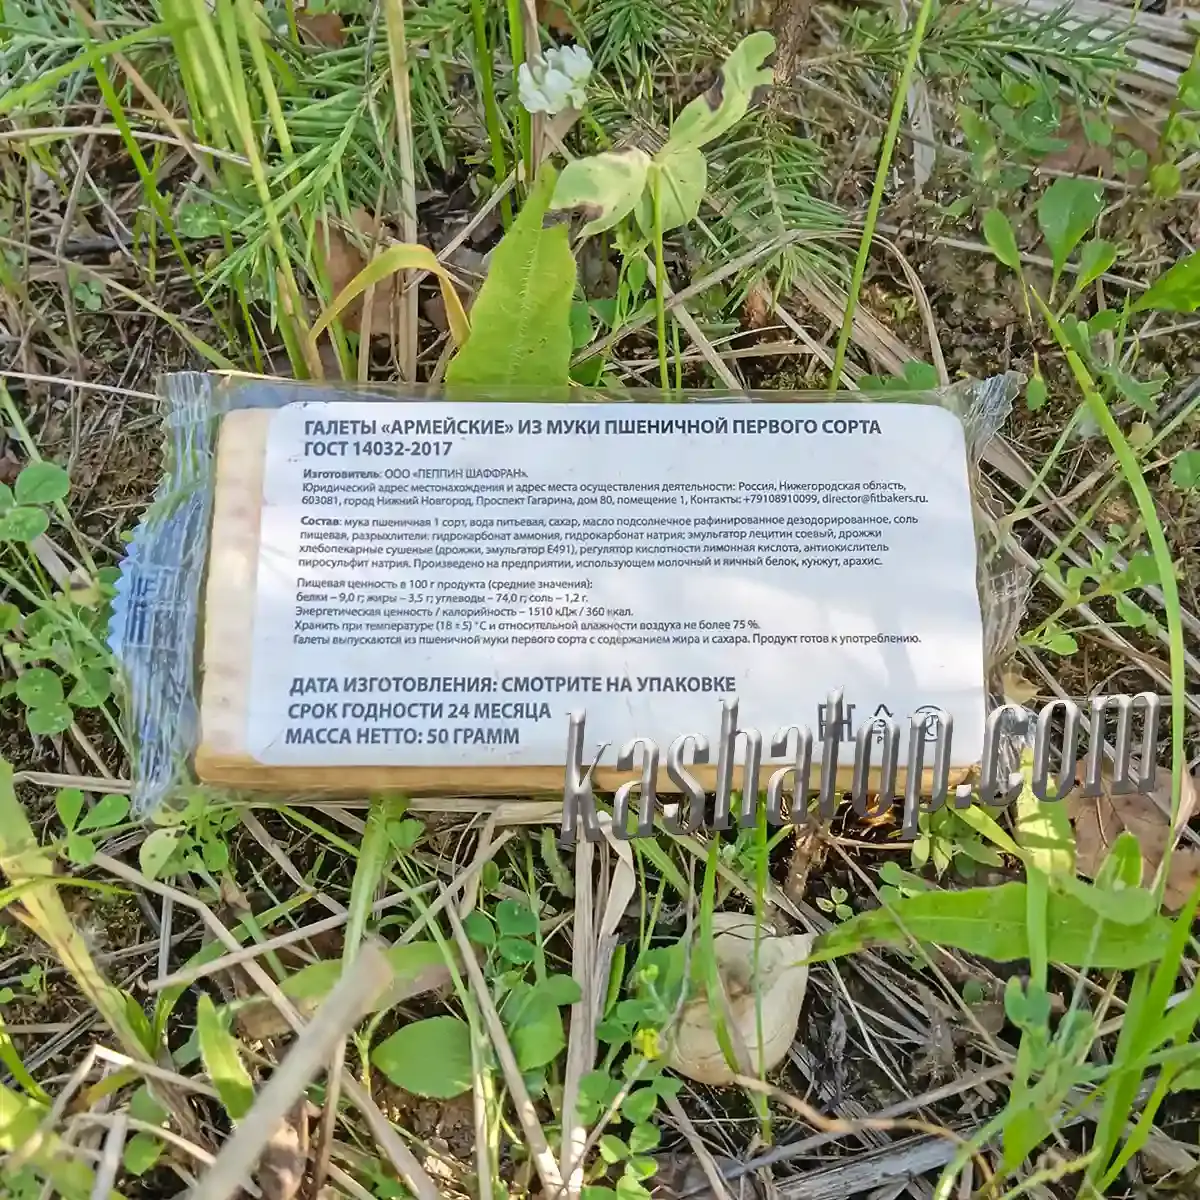 ГАЛЕТЫ «АРМЕЙСКИЕ» ИЗ МУКИ ПШЕНИЧНОЙ ПЕРВОГО СОРТА
ГОСТ 14032-2017
Изготовитель: ООО «ПЕППИН ШАФФРАН».
Юридический адрес местонахождения и адрес места осуществления деятельности: Россия, Нижегородская область,
603081, город Нижний Новгород, Проспект Гагарина, дом 80, помещение 1, Контакты: +79108910099, director@fitbakers.ru.
Состав: мука пшеничная 1 сорт, вода питьевая, сахар, масло подсолнечное рафинированное дезодорированное, соль
пищевая, разрыхлители: гидрокарбонат аммония, гидрокарбонат натрия; эмульгатор лецитин соевый, дрожжи
хлебопекарные сушеные (дрожжи, эмульгатор Е491), регулятор кислотности лимонная кислота, антиокислитель
пиросульфит натрия. Произведено на предприятии, использующем молочный и яичный белок, кунжут, арахис.
Пищевая ценность в 100 г продукта (средние значения):
белки – 9,0 г; жиры – 3,5 г; углеводы – 74,0 г; соль – 1,2 г.
Энергетическая ценность / калорийность – 1510 кДж / 360 ккал.
Хранить при температуре (18 ± 5) °С и относительной влажности воздуха не более 75 %.
Галеты выпускаются из пшеничной муки первого сорта с содержанием жира и сахара. Продукт готов к употреблению.
ДАТА ИЗГОТОВЛЕНИЯ: СМОТРИТЕ НА УПАКОВКЕ
СРОК ГОДНОСТИ 24 МЕСЯЦА
МАССА НЕТТО: 50 ГРАММ
EAC
kashatop.com